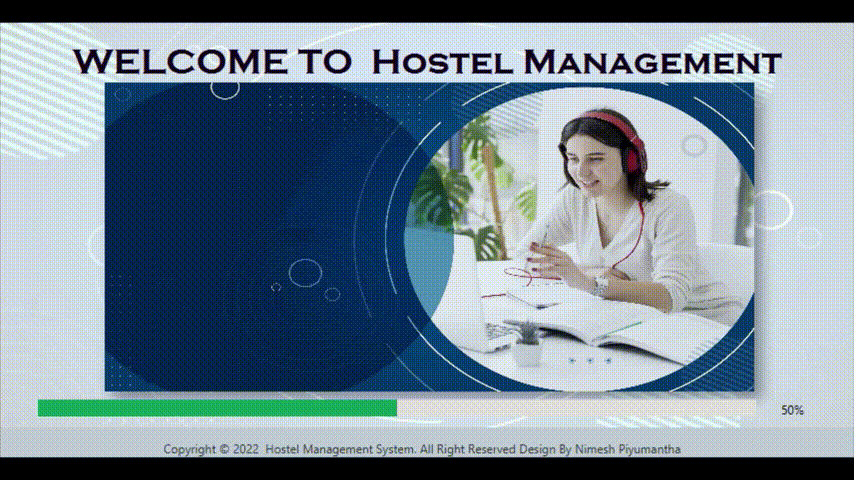 WELCOME TO HOSTEL MANAGEMENT
50%
Copyright © 2022 Hostel Management System. All Right Reserved Design By Nimesh Piyumantha